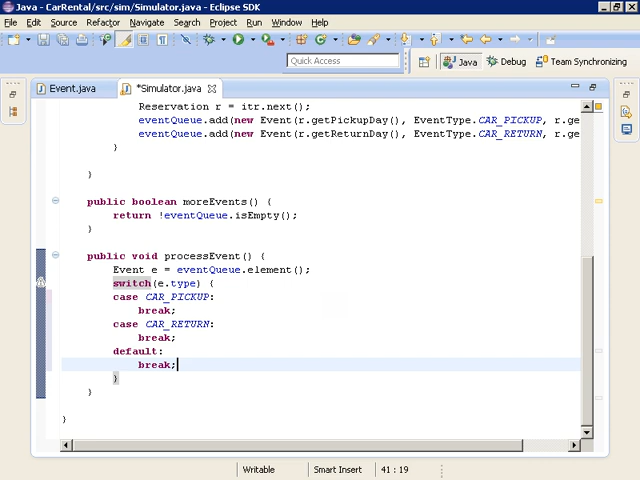 Java - CarRental/src/sim/Simulator.java - Eclipse SDK
File Edit Source Refactor Navigate Search Project Run Window Help
Quick Access
Java
Debug
Team Synchronizing
Event.java
*Simulator.java
Reservation r = itr.next();
eventQueue.add(new Event(r.getPickupDay(), EventType.CAR_PICKUP, r.ge
eventQueue.add(new Event(r.getReturnDay(), EventType.CAR_RETURN, r.ge
}
}
public boolean moreEvents() {
return !eventQueue.isEmpty();
}
public void processEvent() {
Event e = eventQueue.element();
switch(e.type) {
case CAR_PICKUP:
break;
case CAR_RETURN:
break;
default:
break;
}
}
}
Writable
Smart Insert
41 : 19